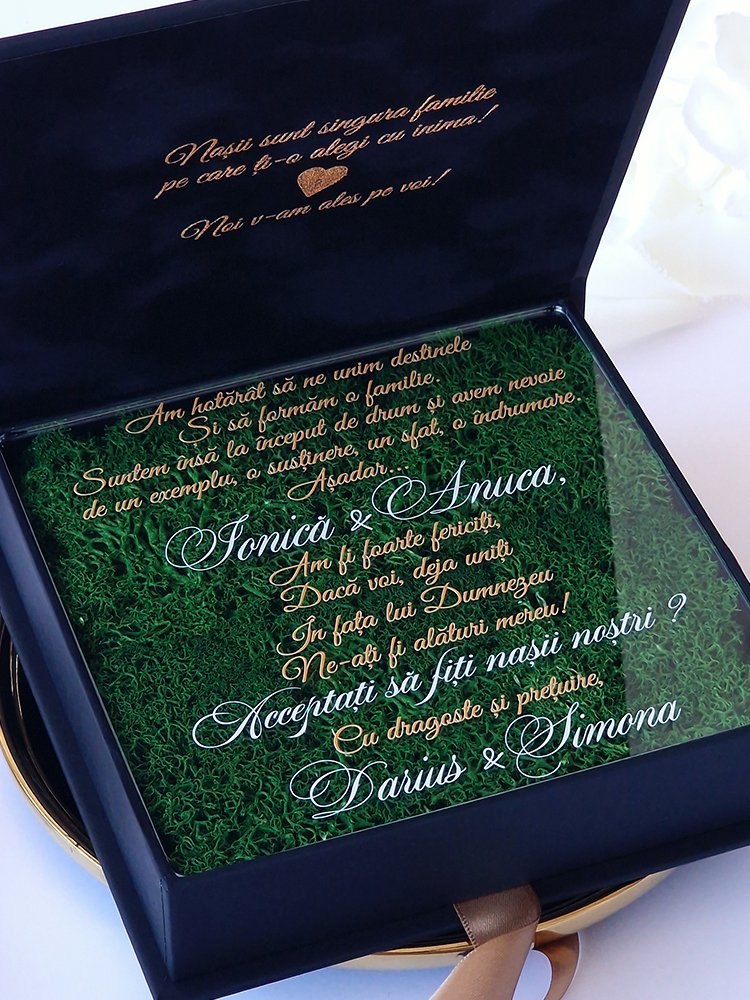 Nașii sunt singura familie
pe care ți-o alegi cu inima!
Noi v-am ales pe voi!
Am hotărât să ne unim destinele
Și să formăm o familie.
Suntem însă la început de drum și avem nevoie
de un exemplu, o susținere, un sfat, o îndrumare.
Așadar...
Ionică & Anuca,
Am fi foarte fericiți,
Dacă voi, deja uniți
În fața lui Dumnezeu
Ne-ați fi alături mereu!
Acceptați să fiți nașii noștri ?
Cu dragoste și prețuire,
Darius & Simona